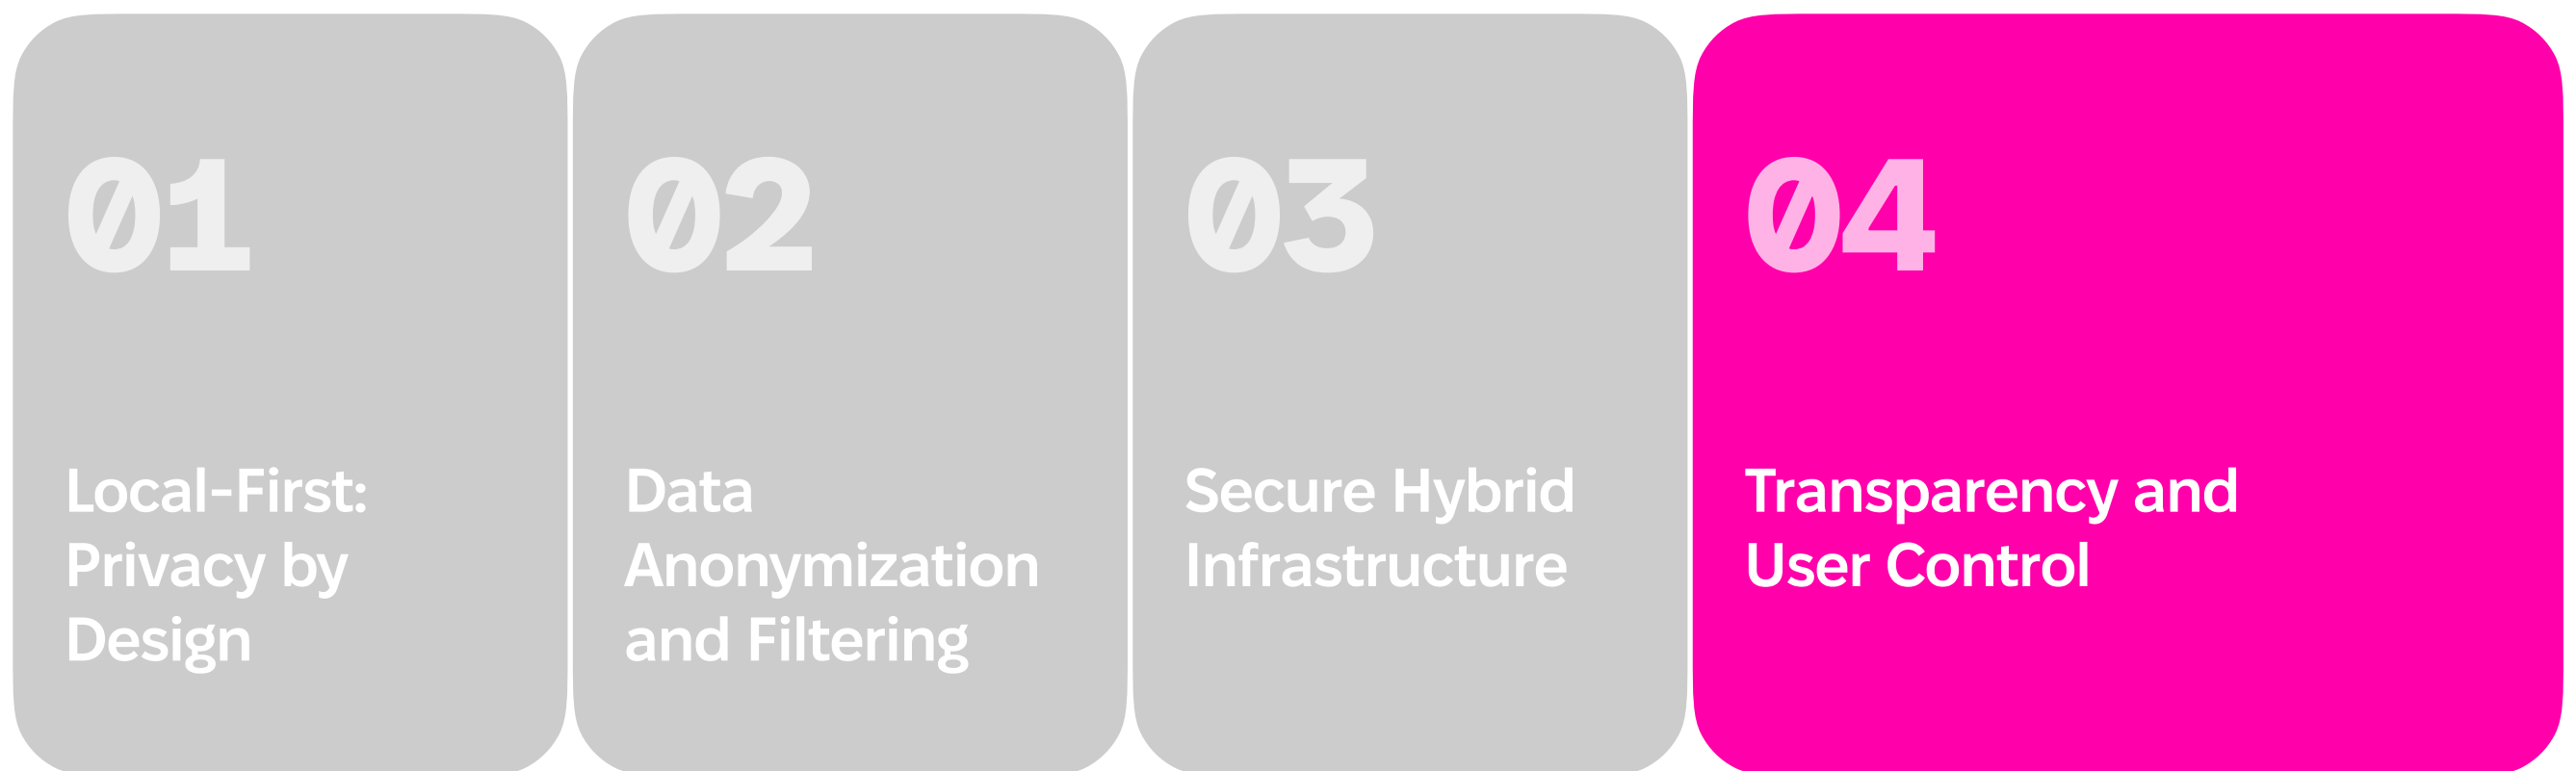 01
Local-First:
Privacy by
Design
02
Data
Anonymization
and Filtering
03
Secure Hybrid
Infrastructure
04
Transparency and
User Control